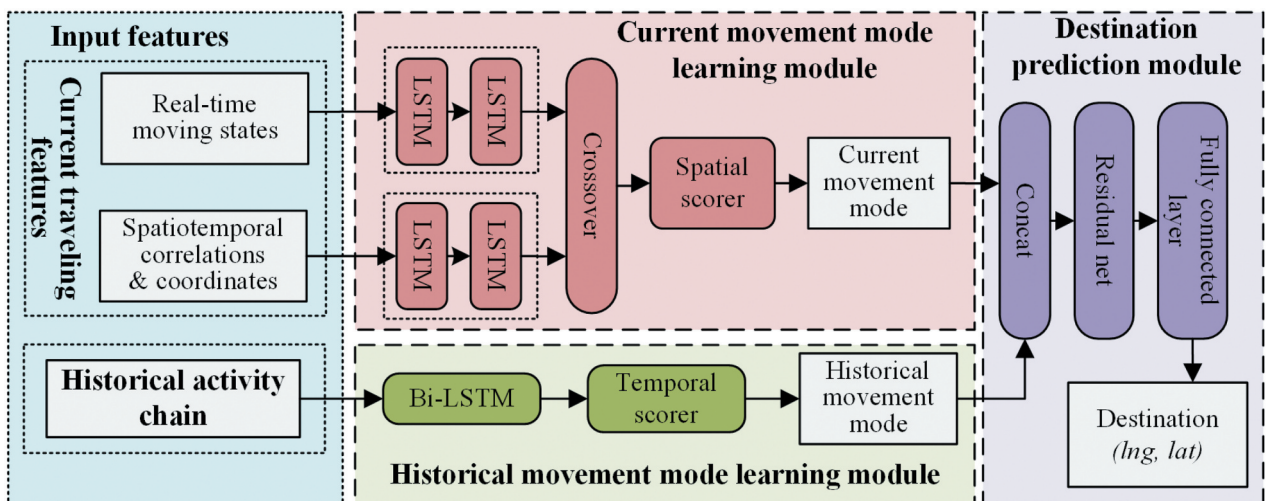 Input features
Current traveling
features
Real-time
moving states
Spatiotemporal
correlations
& coordinates
Historical activity
chain
Current movement mode
learning module
LSTM
LSTM
LSTM
LSTM
Crossover
Spatial
scorer
Current
movement
mode
Bi-LSTM
Temporal
scorer
Historical
movement
mode
Historical movement mode learning module
Destination
prediction module
Concat
Residual net
Fully connected
layer
Destination
(lng, lat)